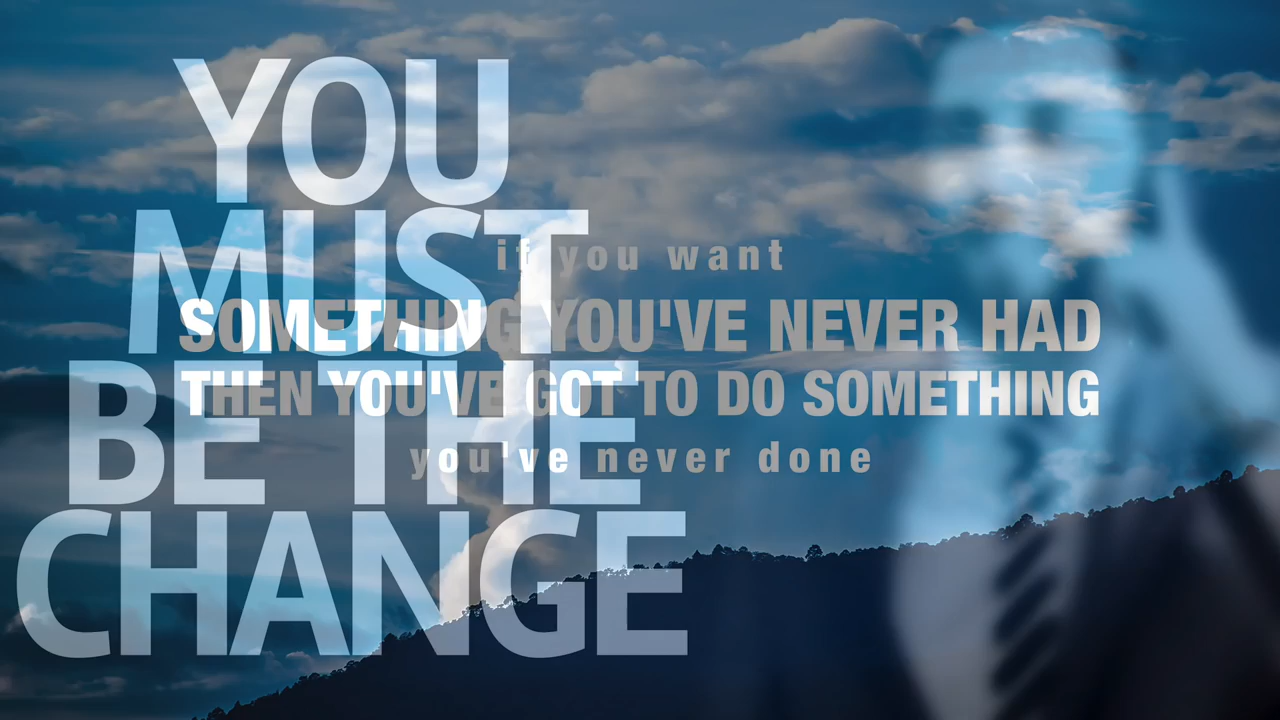 YOU
MUST
BE THE
CHANGE
if you want
SOMETHING YOU'VE NEVER HAD
THEN YOU'VE GOT TO DO SOMETHING
you've never done